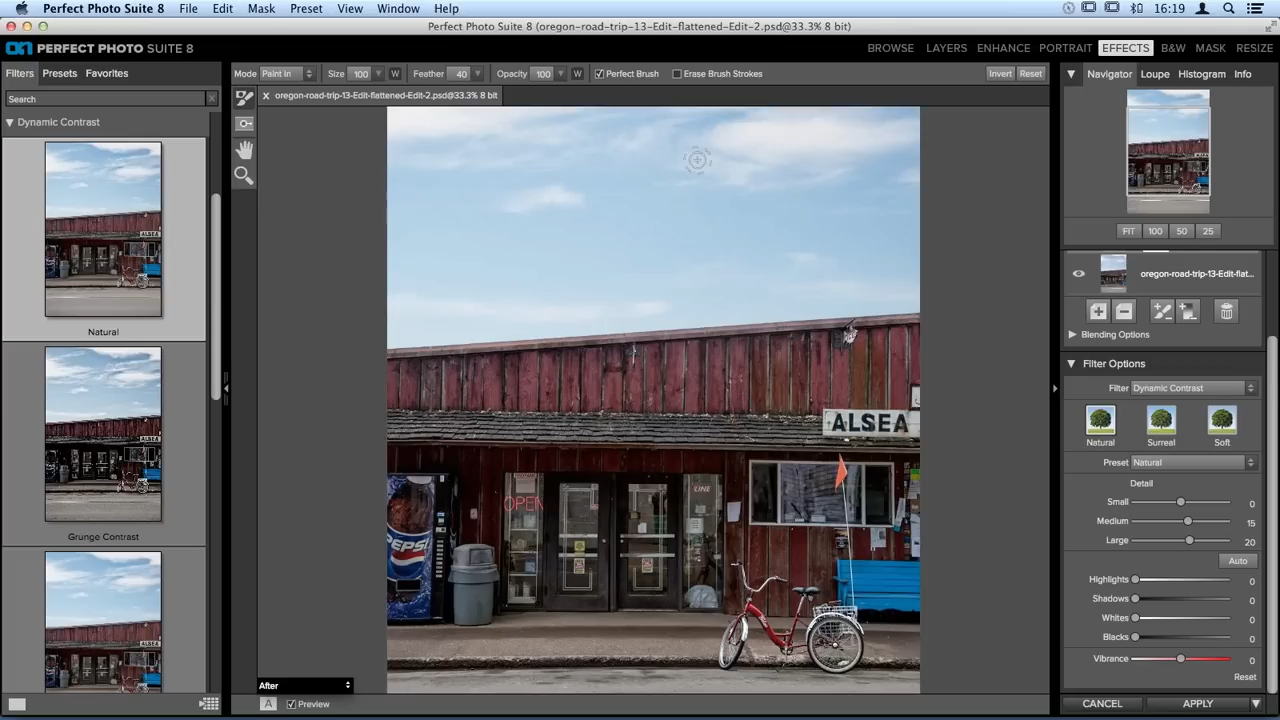 Perfect Photo Suite 8 File Edit Mask Preset View Window Help 16:19
Perfect Photo Suite 8 (oregon-road-trip-13-Edit-flattened-Edit-2.psd@33.3% 8 bit)
on PERFECT PHOTO SUITE 8 BROWSE LAYERS ENHANCE PORTRAIT EFFECTS B&W MASK RESIZE
Filters Presets Favorites
Mode Paint in Size 100 W Feather 40 Opacity 100 W Perfect Brush Erase Brush Strokes Invert Reset
Navigator Loupe Histogram Info
Search
x oregon-road-trip-13-Edit-flattened-Edit-2.psd@33.3% 8 bit
Dynamic Contrast
Natural
Grunge Contrast
ALSEA
OPEN
LINE
PEPSI
After
A Preview
FIT 100 50 25
oregon-road-trip-13-Edit-flat...
Blending Options
Filter Options
Filter Dynamic Contrast
Natural Surreal Soft
Preset Natural
Detail
Small 0
Medium 15
Large 20
Auto
Highlights 0
Shadows 0
Whites 0
Blacks 0
Vibrance 0
Reset
CANCEL APPLY